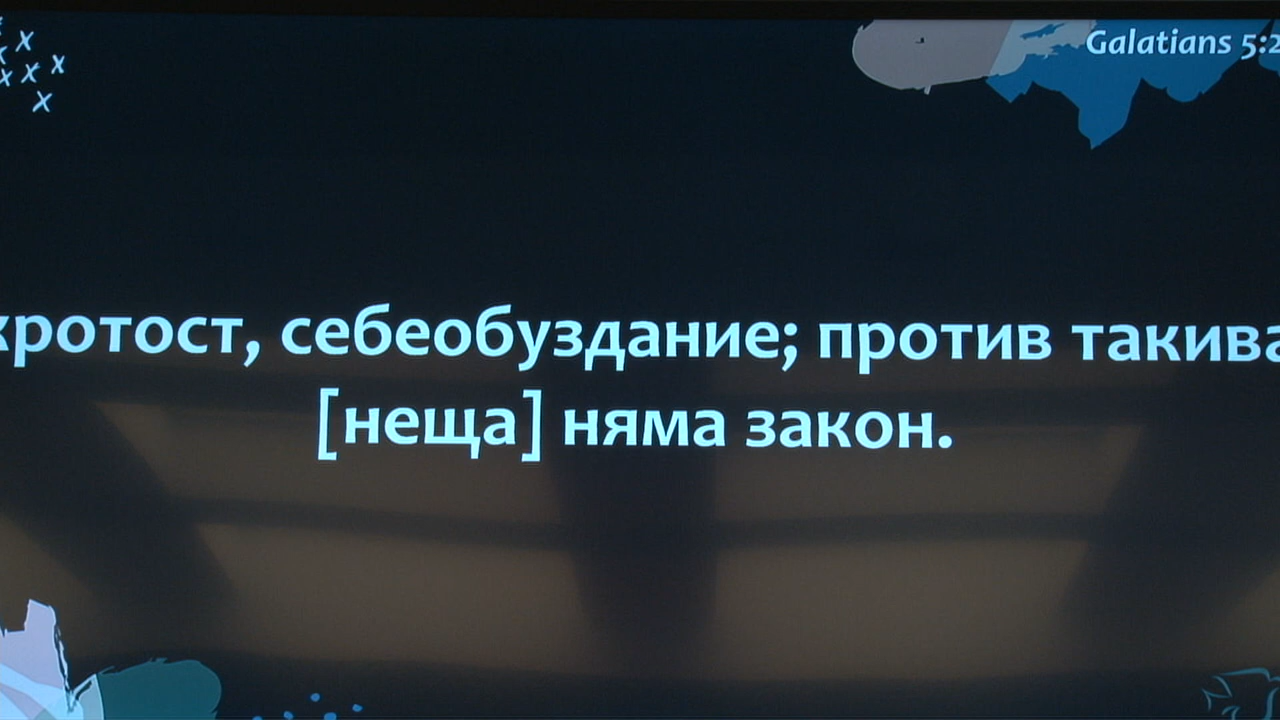 Galatians 5:2
кротост, себеобуздание; против такива
[неща] няма закон.